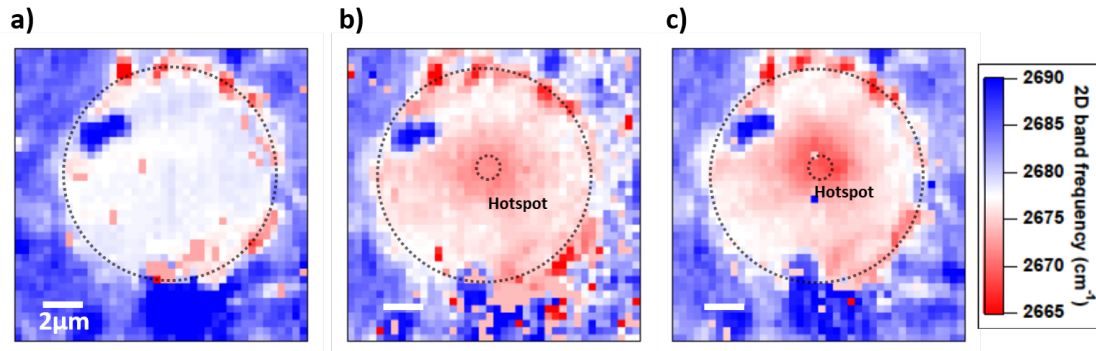 a)
b)
c)
2μm
Hotspot
Hotspot
2690
2685
2680
2675
2670
2665
2D band frequency (cm⁻¹)